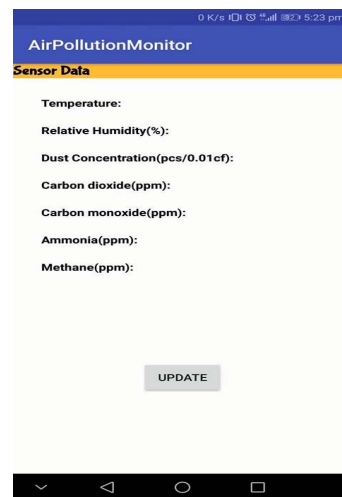 0 K/s 5:23 pm
AirPollutionMonitor
Sensor Data
Temperature:
Relative Humidity(%):
Dust Concentration(pcs/0.01cf):
Carbon dioxide(ppm):
Carbon monoxide(ppm):
Ammonia(ppm):
Methane(ppm):
UPDATE